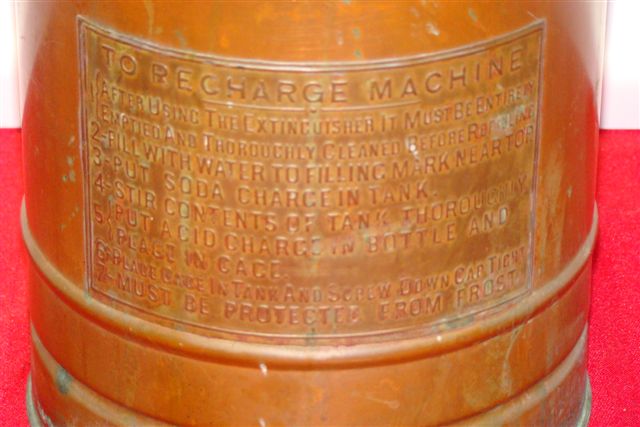 TO RECHARGE MACHINE
1 AFTER USING THE EXTINGUISHER IT MUST BE ENTIRELY
EMPTIED AND THOROUGHLY CLEANED BEFORE REFILLING
2-FILL WITH WATER TO FILLING MARK NEAR TOP
3-PUT SODA CHARGE IN TANK.
4-STIR CONTENTS OF TANK THOROUGHLY.
5 PUT ACID CHARGE IN BOTTLE AND
PLACE IN CAGE.
6-PLACE CAGE IN TANK AND SCREW DOWN CAP TIGHT
7-MUST BE PROTECTED FROM FROST.